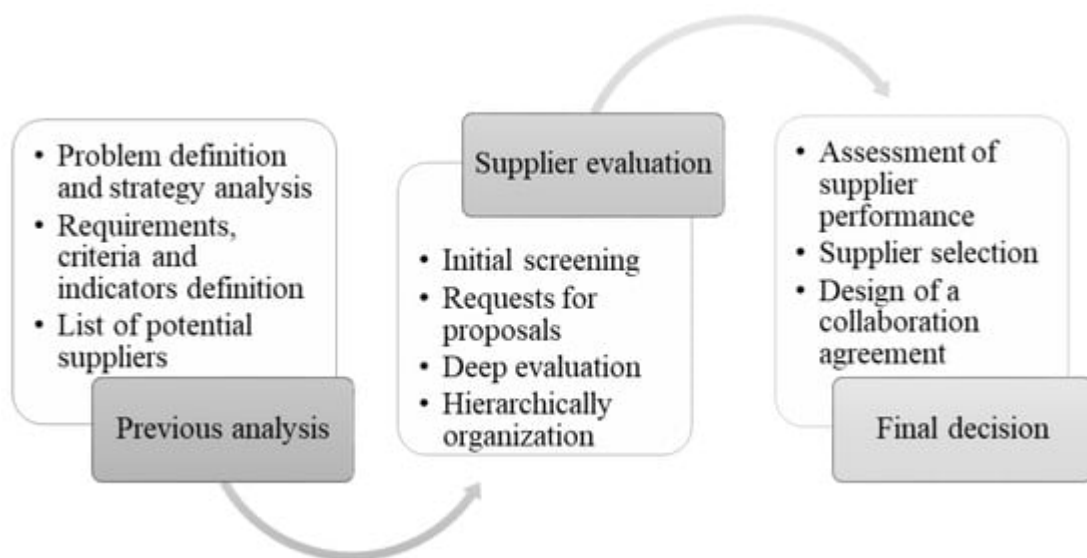 • Problem definition
and strategy analysis
• Requirements,
criteria and
indicators definition
• List of potential
suppliers
Previous analysis
Supplier evaluation
• Initial screening
• Requests for
proposals
• Deep evaluation
• Hierarchically
organization
• Assessment of
supplier
performance
• Supplier selection
• Design of a
collaboration
agreement
Final decision